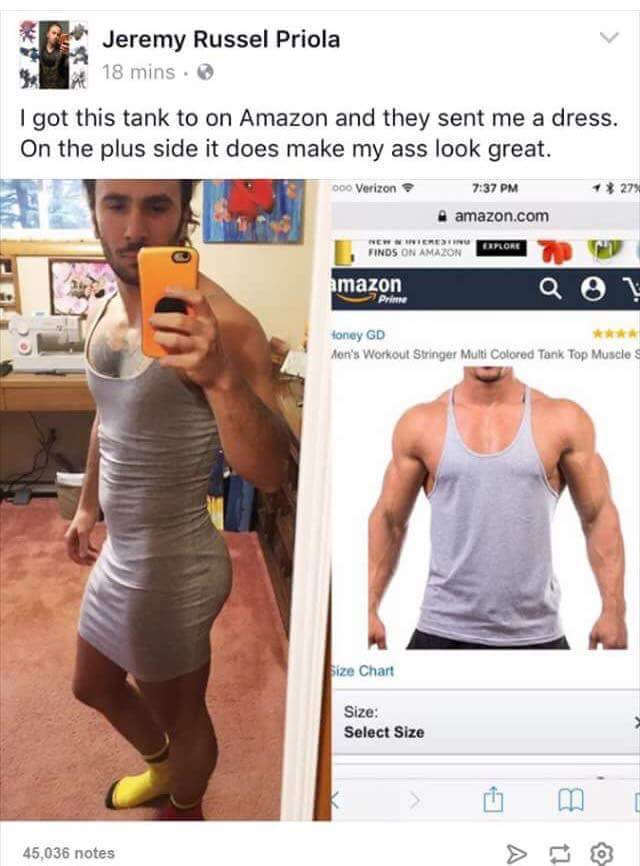 Jeremy Russel Priola
18 mins ·
I got this tank to on Amazon and they sent me a dress.
On the plus side it does make my ass look great.
ooo Verizon
7:37 PM
27%
amazon.com
NEW & INTERESTING
FINDS ON AMAZON
EXPLORE
amazon
Prime
Honey GD
Men's Workout Stringer Multi Colored Tank Top Muscle S
Size Chart
Size:
Select Size
45,036 notes